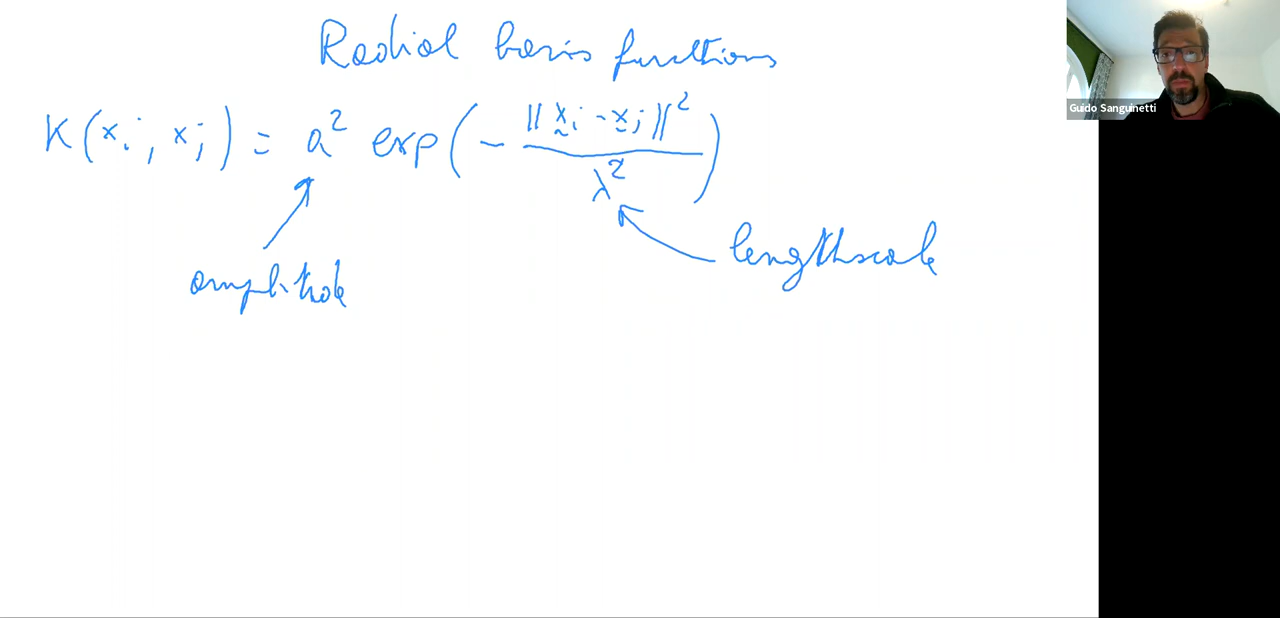 Radial basis functions
K(xi, xj) = a² exp(- ||xi - xj||² / λ²)
lengthscale
amplitude
Guido Sanguinetti